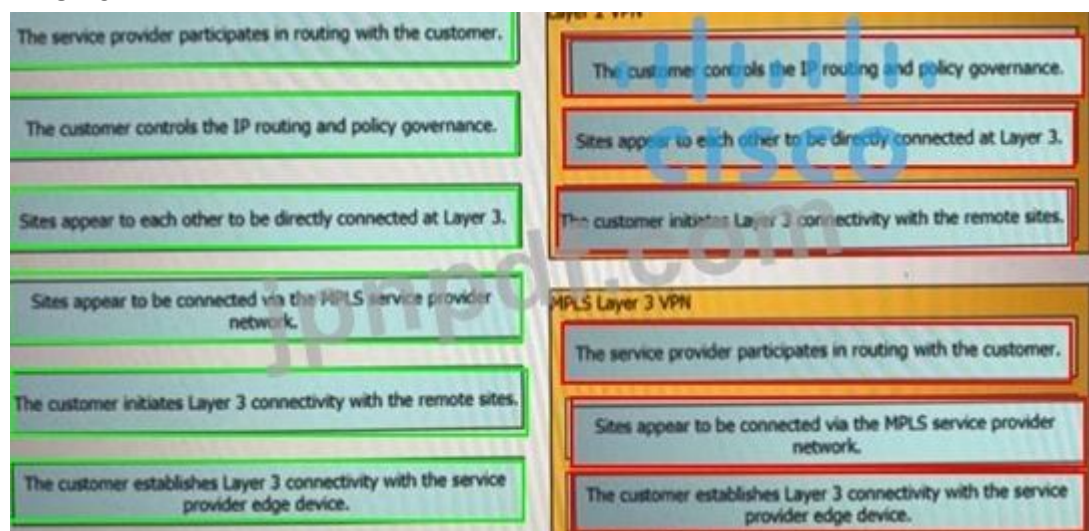 The service provider participates in routing with the customer.
The customer controls the IP routing and policy governance.
Sites appear to each other to be directly connected at Layer 3.
Sites appear to be connected via the MPLS service provider
network.
The customer initiates Layer 3 connectivity with the remote sites.
The customer establishes Layer 3 connectivity with the service
provider edge device.
Layer 2 VPN
The customer controls the IP routing and policy governance.
Sites appear to each other to be directly connected at Layer 3.
The customer initiates Layer 3 connectivity with the remote sites.
MPLS Layer 3 VPN
The service provider participates in routing with the customer.
Sites appear to be connected via the MPLS service provider
network.
The customer establishes Layer 3 connectivity with the service
provider edge device.
CISCO
jpnpdf.com